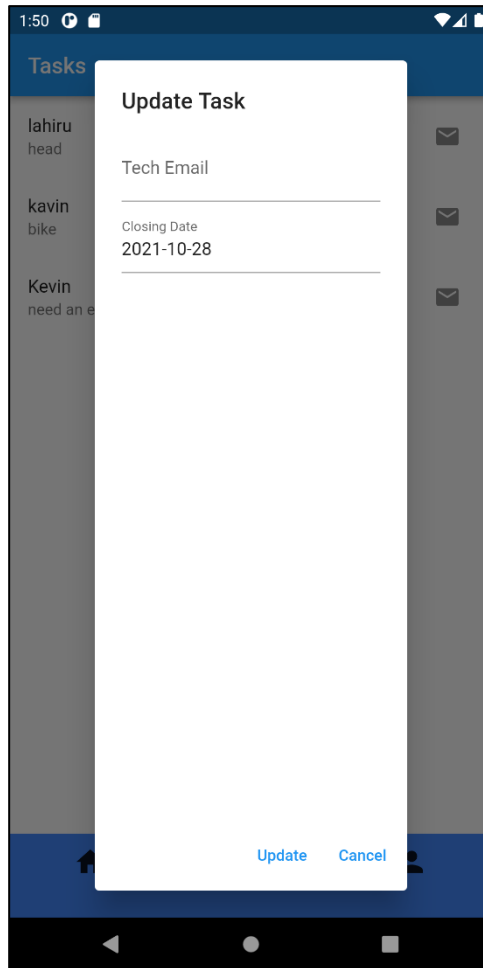 1:50
Tasks
Update Task
lahiru
head
Tech Email
kavin
bike
Closing Date
2021-10-28
Kevin
need an e
Update Cancel